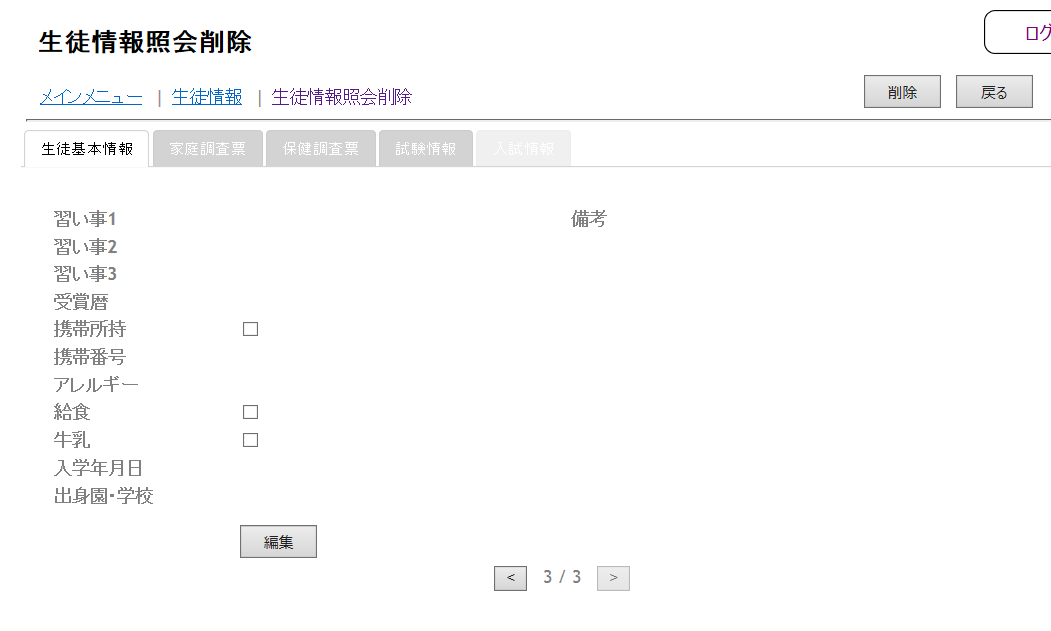 生徒情報照会削除
ログ
メインメニュー | 生徒情報 | 生徒情報照会削除
削除 戻る
生徒基本情報 家庭調査票 保健調査票 試験情報 入試情報
習い事1 備考
習い事2
習い事3
受賞暦
携帯所持
携帯番号
アレルギー
給食
牛乳
入学年月日
出身園・学校
編集
< 3 / 3 >